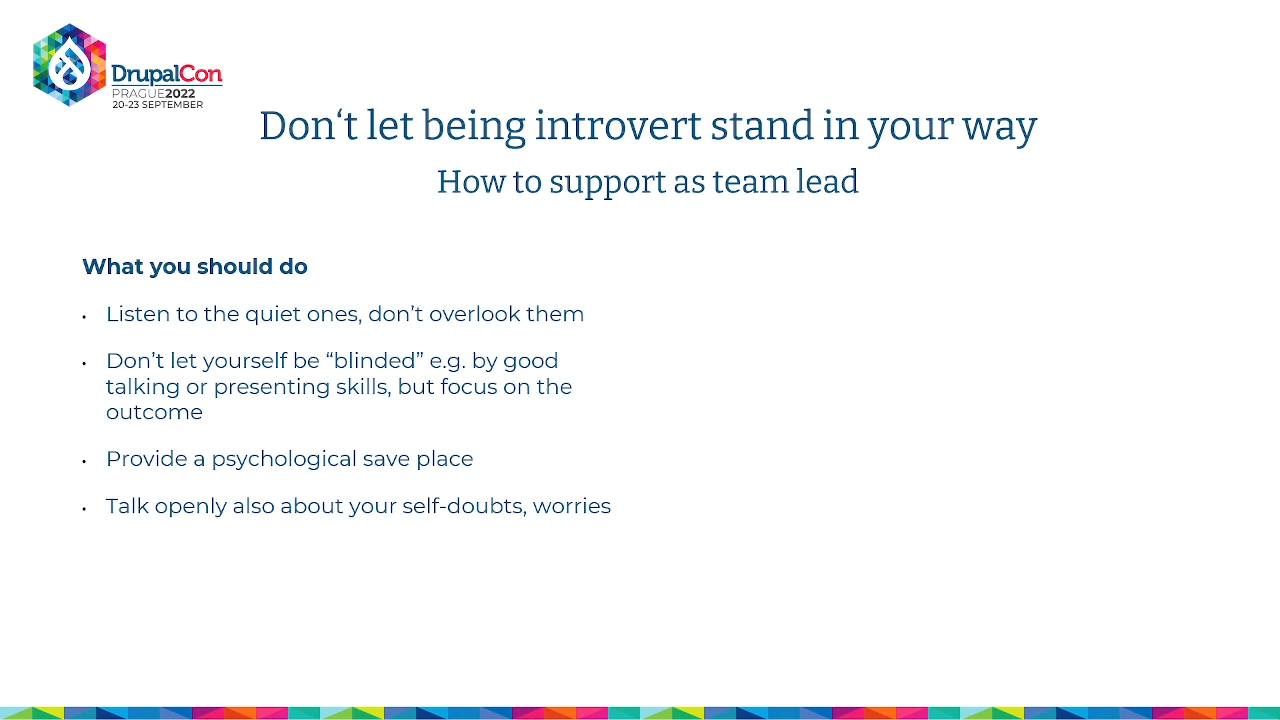 DrupalCon
PRAGUE2022
20-23 SEPTEMBER
Don‘t let being introvert stand in your way
How to support as team lead
What you should do
• Listen to the quiet ones, don’t overlook them
• Don’t let yourself be “blinded” e.g. by good
talking or presenting skills, but focus on the
outcome
• Provide a psychological save place
• Talk openly also about your self-doubts, worries